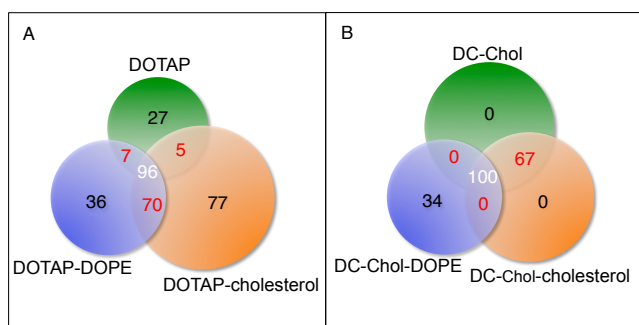 A
DOTAP
27
7
5
96
36
70
77
DOTAP-DOPE
DOTAP-cholesterol
B
DC-Chol
0
0
67
100
34
0
0
DC-Chol-DOPE
DC-Chol-cholesterol